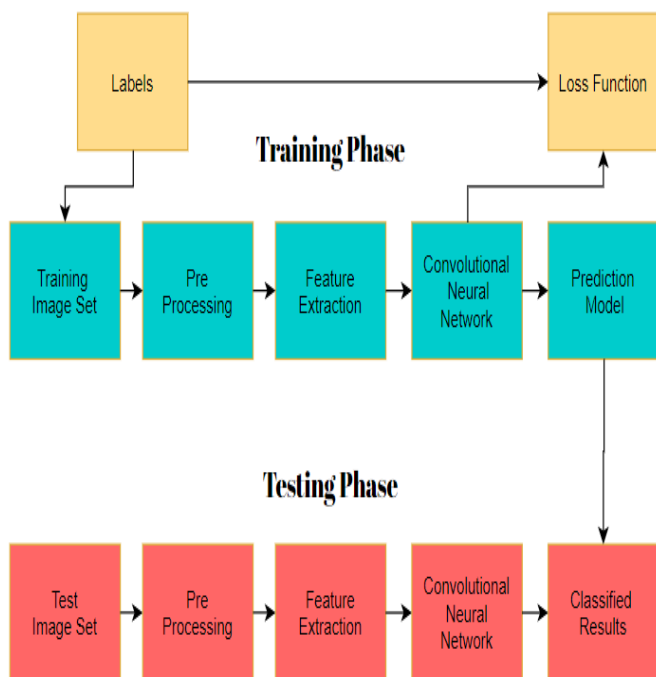 Labels
Loss Function
Training Phase
Training
Image Set
Pre
Processing
Feature
Extraction
Convolutional
Neural
Network
Prediction
Model
Testing Phase
Test
Image Set
Pre
Processing
Feature
Extraction
Convolutional
Neural
Network
Classified
Results